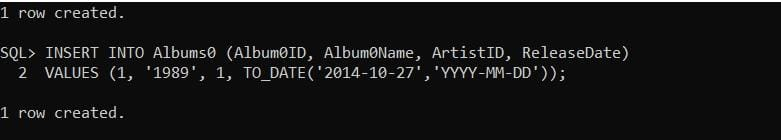 1 row created.
SQL> INSERT INTO Albums0 (Album0ID, Album0Name, ArtistID, ReleaseDate)
  2  VALUES (1, '1989', 1, TO_DATE('2014-10-27','YYYY-MM-DD'));
1 row created.